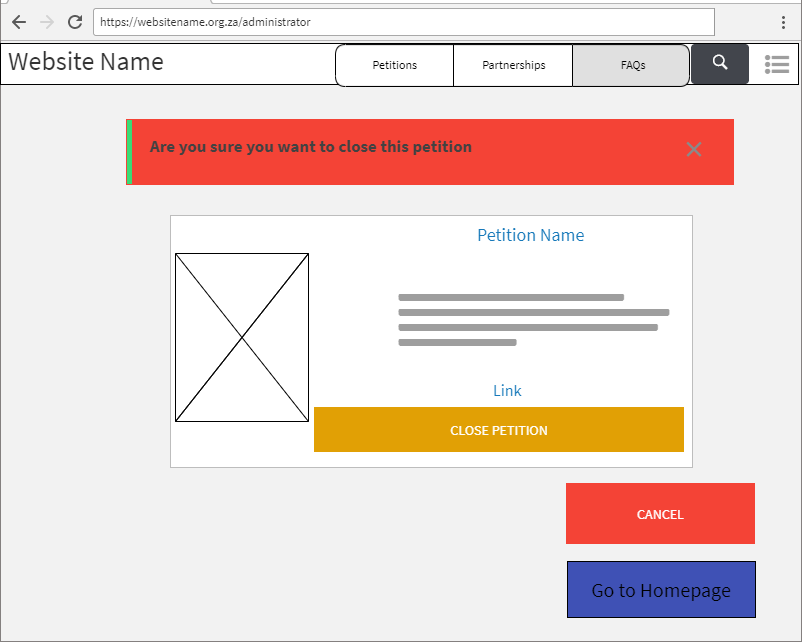 https://websitename.org.za/administrator
Website Name
Petitions
Partnerships
FAQs
Are you sure you want to close this petition
Petition Name
Link
CLOSE PETITION
CANCEL
Go to Homepage